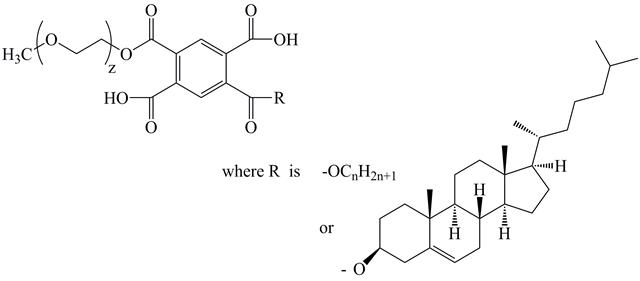 O O
H₃C O O z OH
HO R
O O
where R is -OCₙH₂ₙ₊₁
H H
or H H
- O